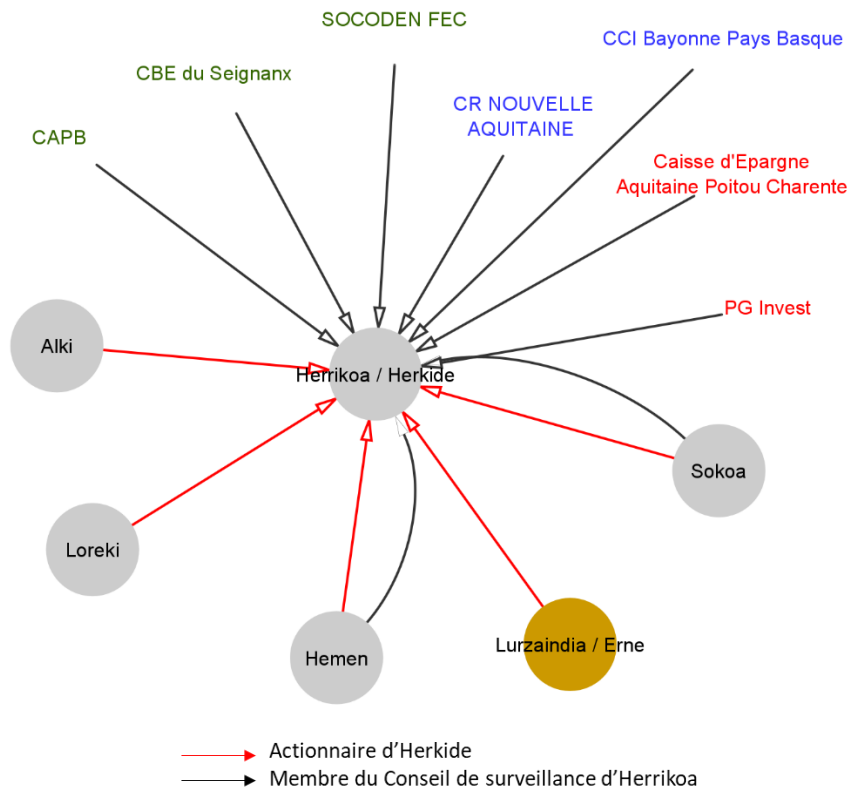 SOCODEN FEC
CCI Bayonne Pays Basque
CBE du Seignanx
CR NOUVELLE
AQUITAINE
CAPB
Caisse d'Epargne
Aquitaine Poitou Charente
PG Invest
Alki
Herrikoa / Herkide
Sokoa
Loreki
Hemen
Lurzaindia / Erne
Actionnaire d’Herkide
Membre du Conseil de surveillance d’Herrikoa